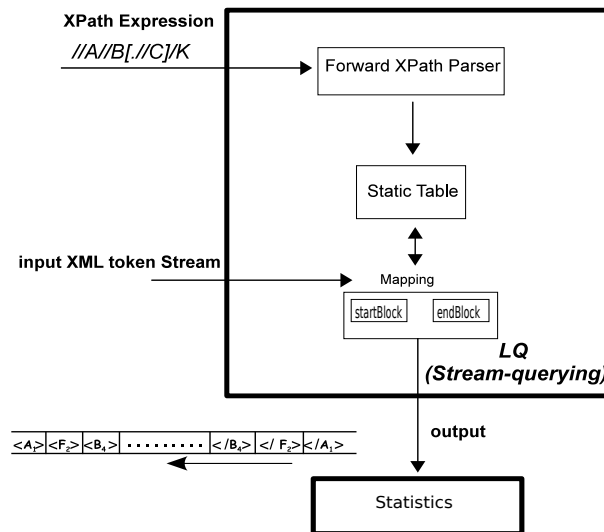 XPath Expression
//A//B[.//C]/K
Forward XPath Parser
Static Table
input XML token Stream
Mapping
startBlock endBlock
LQ
(Stream-querying)
output
<A₁> <F₂> <B₄> ......... </B₄> </ F₂> </A₁>
Statistics